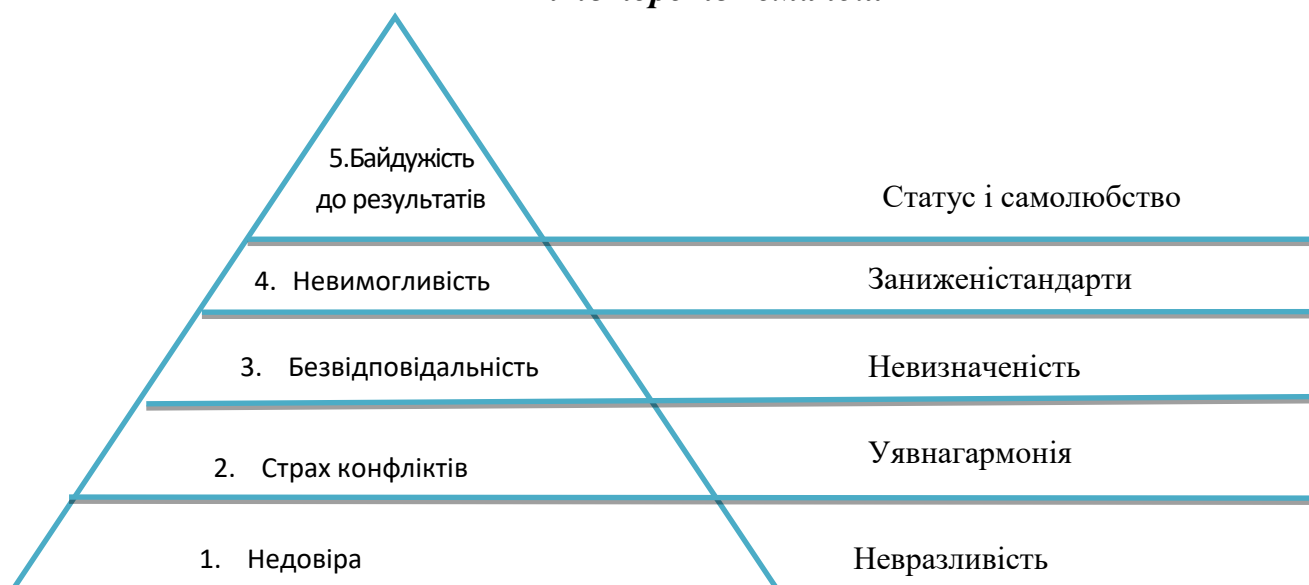 5.Байдужість
до результатів
Статус і самолюбство
4. Невимогливість
Заниженістандарти
3. Безвідповідальність
Невизначеність
Уявнагармонія
2. Страх конфліктів
1. Недовіра
Невразливість